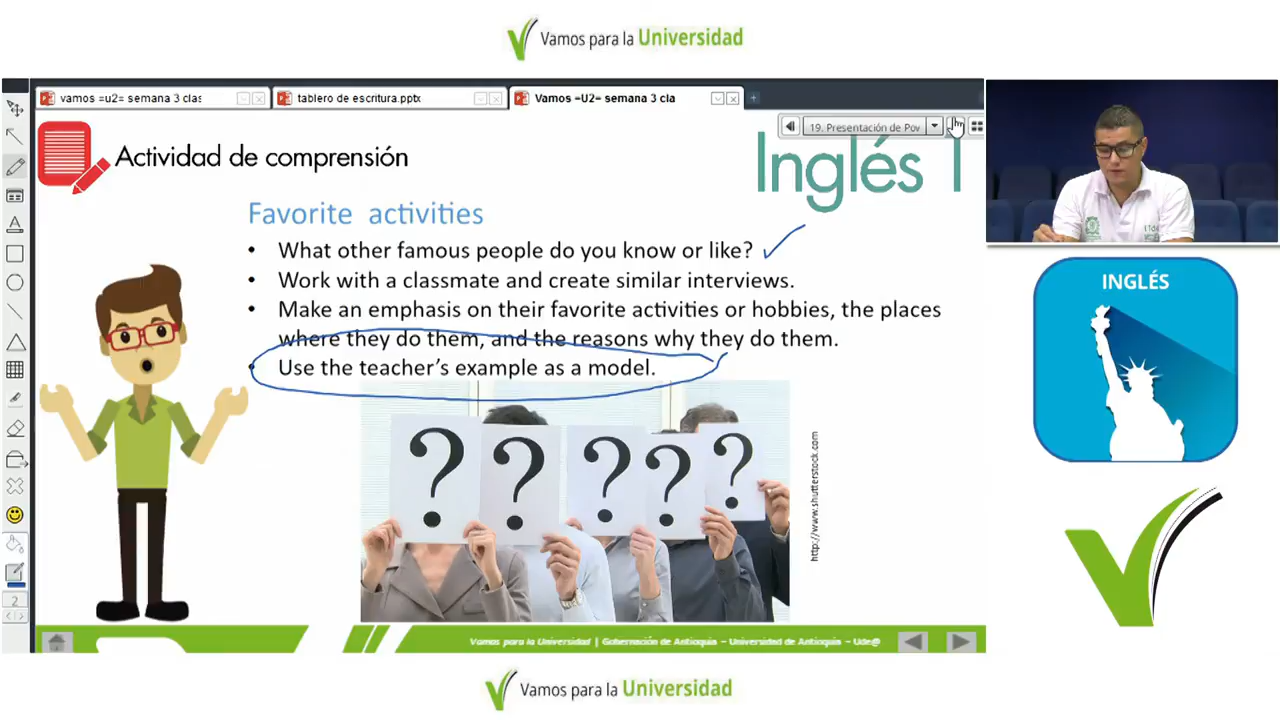 Vamos para la Universidad
vamos =u2= semana 3 clas
tablero de escritura.pptx
Vamos =U2= semana 3 cla
19. Presentación de Pov
Actividad de comprensión
Inglés 1
Favorite activities
• What other famous people do you know or like?
• Work with a classmate and create similar interviews.
• Make an emphasis on their favorite activities or hobbies, the places
where they do them, and the reasons why they do them.
• Use the teacher's example as a model.
? ? ? ? ?
http://www.shutterstock.com
INGLÉS
2
Vamos para la Universidad | Gobernación de Antioquia – Universidad de Antioquia – Ude@
Vamos para la Universidad